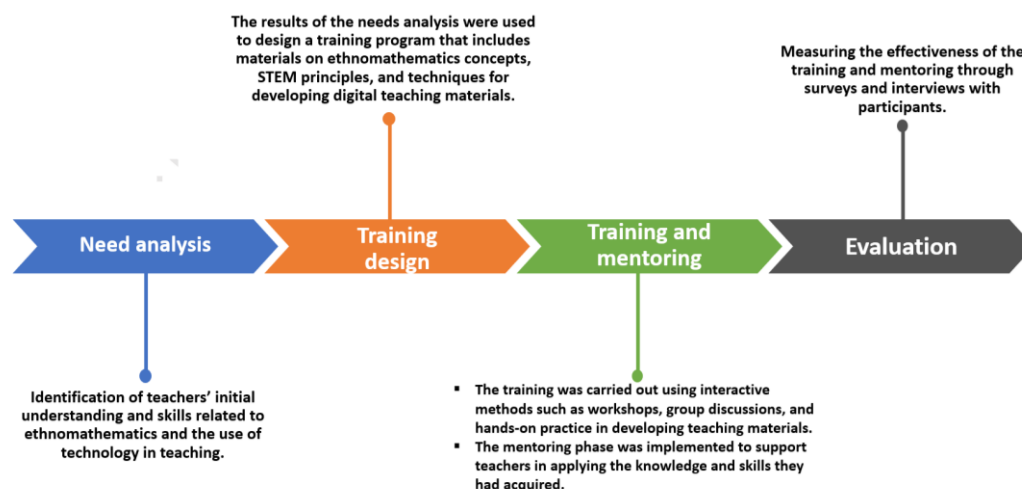 The results of the needs analysis were used
to design a training program that includes
materials on ethnomathematics concepts,
STEM principles, and techniques for
developing digital teaching materials.
Measuring the effectiveness of the
training and mentoring through
surveys and interviews with
participants.
Need analysis
Training
design
Training and
mentoring
Evaluation
Identification of teachers’ initial
understanding and skills related to
ethnomathematics and the use of
technology in teaching.
▪ The training was carried out using interactive
methods such as workshops, group discussions, and
hands-on practice in developing teaching materials.
▪ The mentoring phase was implemented to support
teachers in applying the knowledge and skills they
had acquired.